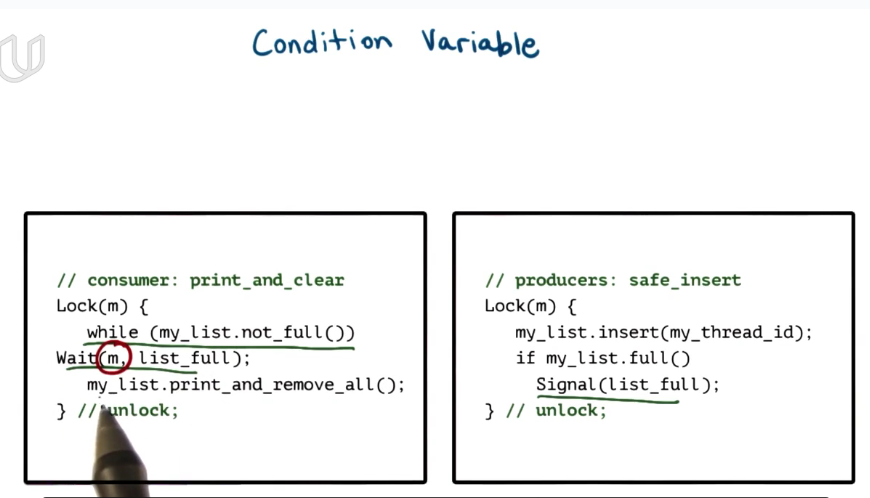 Condition Variable
// consumer: print_and_clear
Lock(m) {
while (my_list.not_full())
Wait(m, list_full);
my_list.print_and_remove_all();
} // unlock;
// producers: safe_insert
Lock(m) {
my_list.insert(my_thread_id);
if my_list.full()
Signal(list_full);
} // unlock;